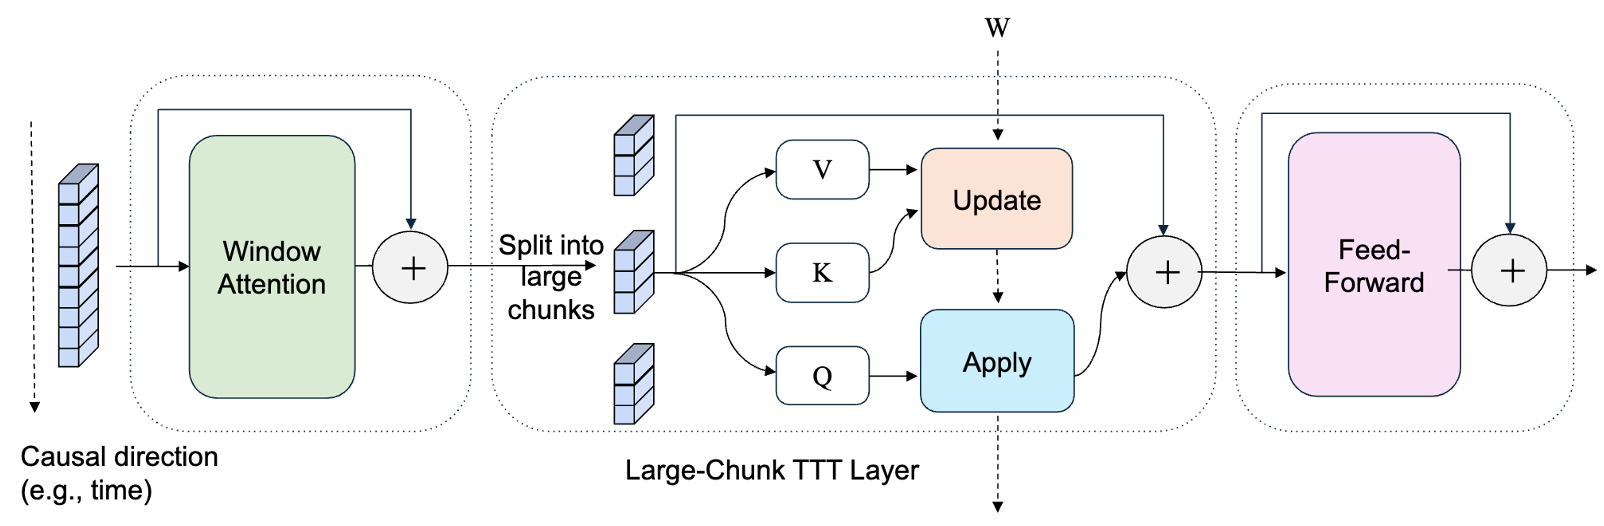 W
Window
Attention
+
Split into
large
chunks
V
K
Q
Update
Apply
+
Feed-
Forward
+
Causal direction
(e.g., time)
Large-Chunk TTT Layer